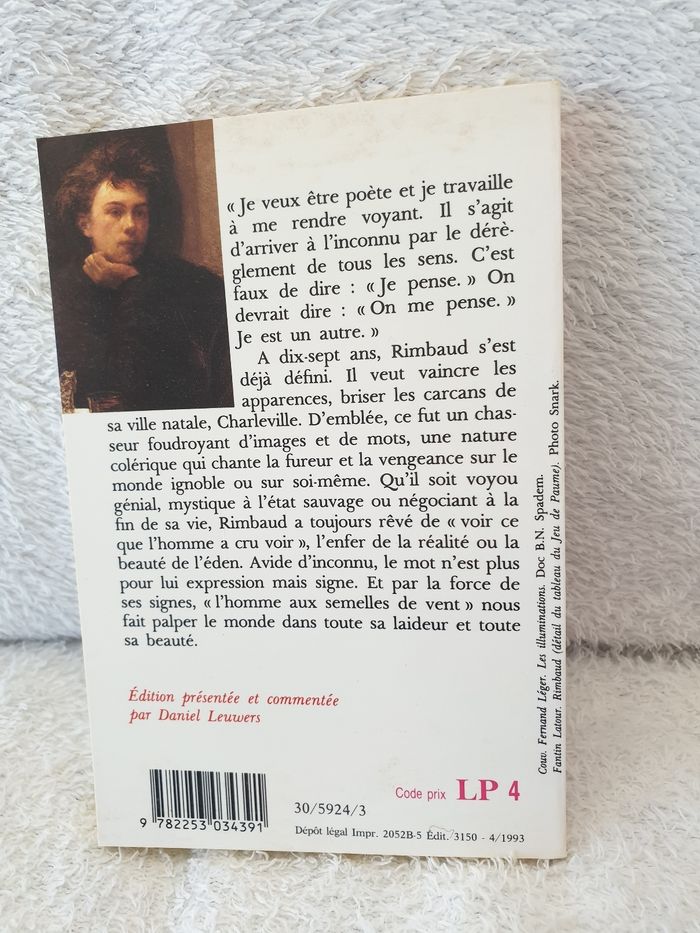 « Je veux être poète et je travaille
à me rendre voyant. Il s'agit
d'arriver à l'inconnu par le dérè-
glement de tous les sens. C'est
faux de dire : « Je pense. » On
devrait dire : « On me pense. »
Je est un autre. »
A dix-sept ans, Rimbaud s'est
déjà défini. Il veut vaincre les
apparences, briser les carcans de
sa ville natale, Charleville. D'emblée, ce fut un chas-
seur foudroyant d'images et de mots, une nature
colérique qui chante la fureur et la vengeance sur le
monde ignoble ou sur soi-même. Qu'il soit voyou
génial, mystique à l'état sauvage ou négociant à la
fin de sa vie, Rimbaud a toujours rêvé de « voir ce
que l'homme a cru voir », l'enfer de la réalité ou la
beauté de l'éden. Avide d'inconnu, le mot n'est plus
pour lui expression mais signe. Et par la force de
ses signes, « l'homme aux semelles de vent » nous
fait palper le monde dans toute sa laideur et toute
sa beauté.
Édition présentée et commentée
par Daniel Leuwers
9 782253 034391
30/5924/3
Code prix LP 4
Dépôt légal Impr. 2052B-5 Édit. 3150 - 4/1993
Couv. Fernand Léger. Les illuminations. Doc B.N. Spadem.
Fantin Latour. Rimbaud (détail du tableau du Jeu de Paume). Photo Snark.